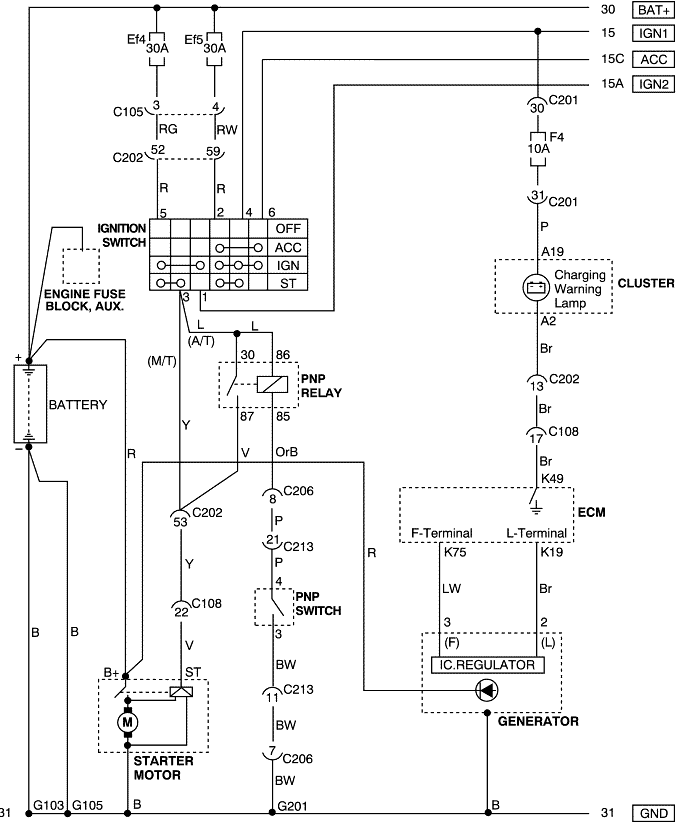 30 BAT+
Ef4 30A Ef5 30A
15 IGN1
15C ACC
15A IGN2
3 4
C105
RG RW
52 59
C202
R R
30 C201
F4
10A
31 C201
P
A19
IGNITION
SWITCH
5 2 4 6
OFF
ACC
IGN
ST
3 1
ENGINE FUSE
BLOCK, AUX.
Charging
Warning
Lamp
CLUSTER
A2
Br
L L
(A/T)
(M/T)
30 86
PNP
RELAY
87 85
+
BATTERY
−
13 C202
Br
17 C108
Br
K49
R
Y
V OrB
8 C206
P
21 C213
P
4
PNP
SWITCH
3
53 C202
Y
22 C108
V
ECM
F-Terminal L-Terminal
K75 K19
R
LW Br
3 2
(F) (L)
IC.REGULATOR
GENERATOR
B B
B+ ST
M
STARTER
MOTOR
BW
11 C213
BW
7 C206
BW
31 G103 G105 B G201 B 31 GND